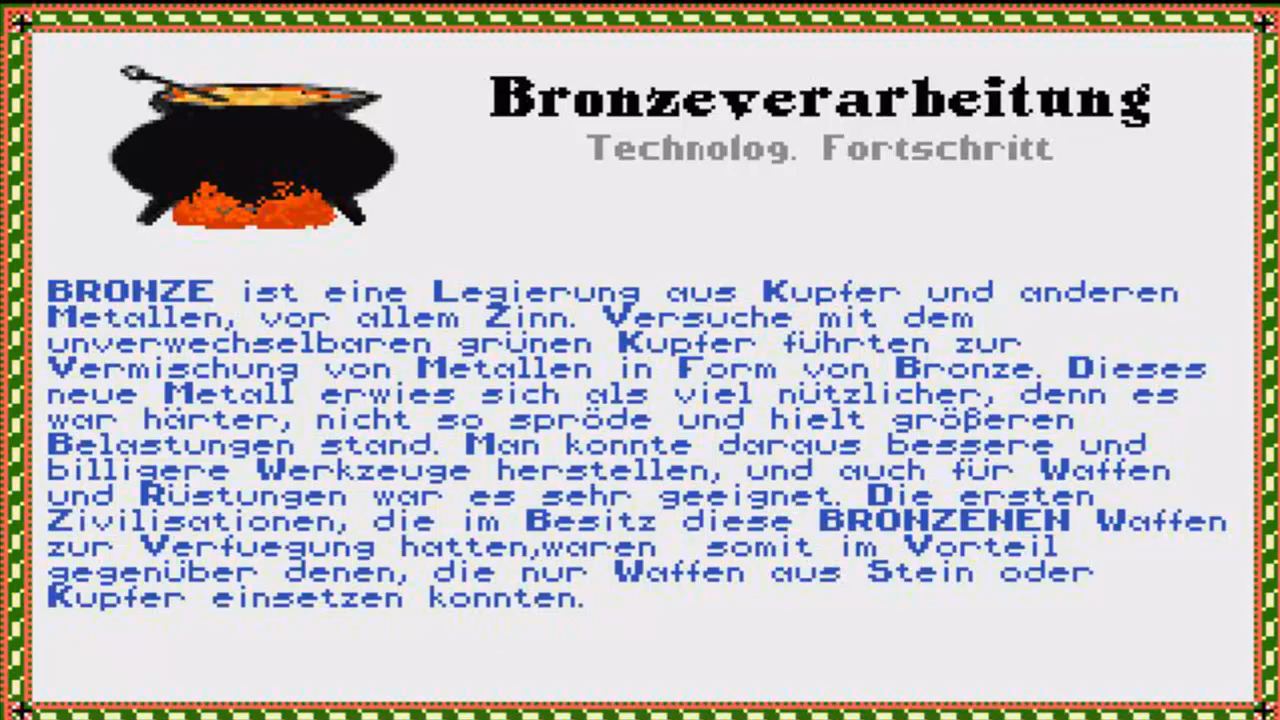 Bronzeverarbeitung
Technolog. Fortschritt
BRONZE ist eine Legierung aus Kupfer und anderen
Metallen, vor allem Zinn. Versuche mit dem
unverwechselbaren grünen Kupfer führten zur
Vermischung von Metallen in Form von Bronze. Dieses
neue Metall erwies sich als viel nützlicher, denn es
war härter, nicht so spröde und hielt größeren
Belastungen stand. Man konnte daraus bessere und
billigere Werkzeuge herstellen, und auch für Waffen
und Rüstungen war es sehr geeignet. Die ersten
Zivilisationen, die im Besitz diese BRONZENEN Waffen
zur Verfuegung hatten,waren  somit im Vorteil
gegenüber denen, die nur Waffen aus Stein oder
Kupfer einsetzen konnten.